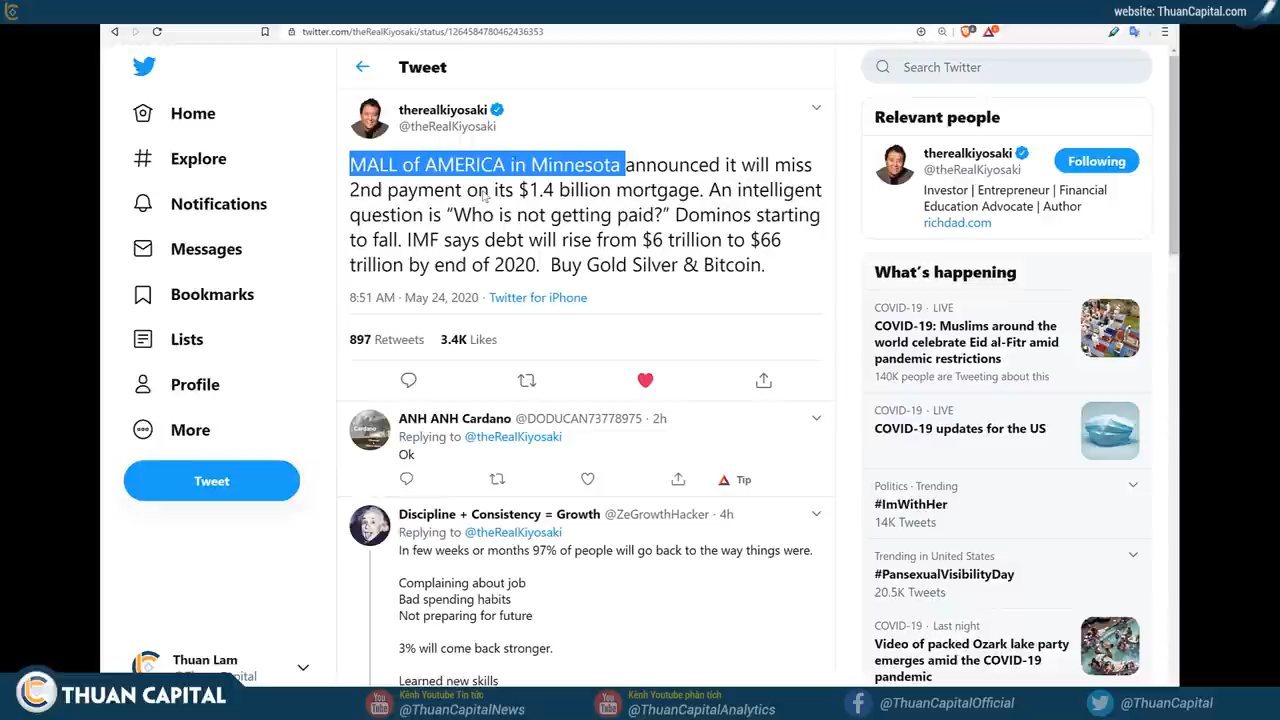 website: ThuanCapital.com
twitter.com/theRealKiyosaki/status/1264584780462436353
Home
Explore
Notifications
Messages
Bookmarks
Lists
Profile
More
Tweet
Thuan Lam
Tweet
therealkiyosaki
@theRealKiyosaki
MALL of AMERICA in Minnesota announced it will miss
2nd payment on its $1.4 billion mortgage. An intelligent
question is “Who is not getting paid?” Dominos starting
to fall. IMF says debt will rise from $6 trillion to $66
trillion by end of 2020. Buy Gold Silver & Bitcoin.
8:51 AM · May 24, 2020 · Twitter for iPhone
897 Retweets 3.4K Likes
ANH ANH Cardano @DODUCAN73778975 · 2h
Replying to @theRealKiyosaki
Ok
Tip
Discipline + Consistency = Growth @ZeGrowthHacker · 4h
Replying to @theRealKiyosaki
In few weeks or months 97% of people will go back to the way things were.
Complaining about job
Bad spending habits
Not preparing for future
3% will come back stronger.
Learned new skills
Search Twitter
Relevant people
therealkiyosaki
@theRealKiyosaki
Following
Investor | Entrepreneur | Financial
Education Advocate | Author
richdad.com
What’s happening
COVID-19 · LIVE
COVID-19: Muslims around the
world celebrate Eid al-Fitr amid
pandemic restrictions
140K people are Tweeting about this
COVID-19 · LIVE
COVID-19 updates for the US
Politics · Trending
#ImWithHer
14K Tweets
Trending in United States
#PansexualVisibilityDay
20.5K Tweets
COVID-19 · Last night
Video of packed Ozark lake party
emerges amid the COVID-19
pandemic
THUAN CAPITAL
Kênh Youtube Tin tức
@ThuanCapitalNews
Kênh Youtube phân tích
@ThuanCapitalAnalytics
@ThuanCapitalOfficial
@ThuanCapital